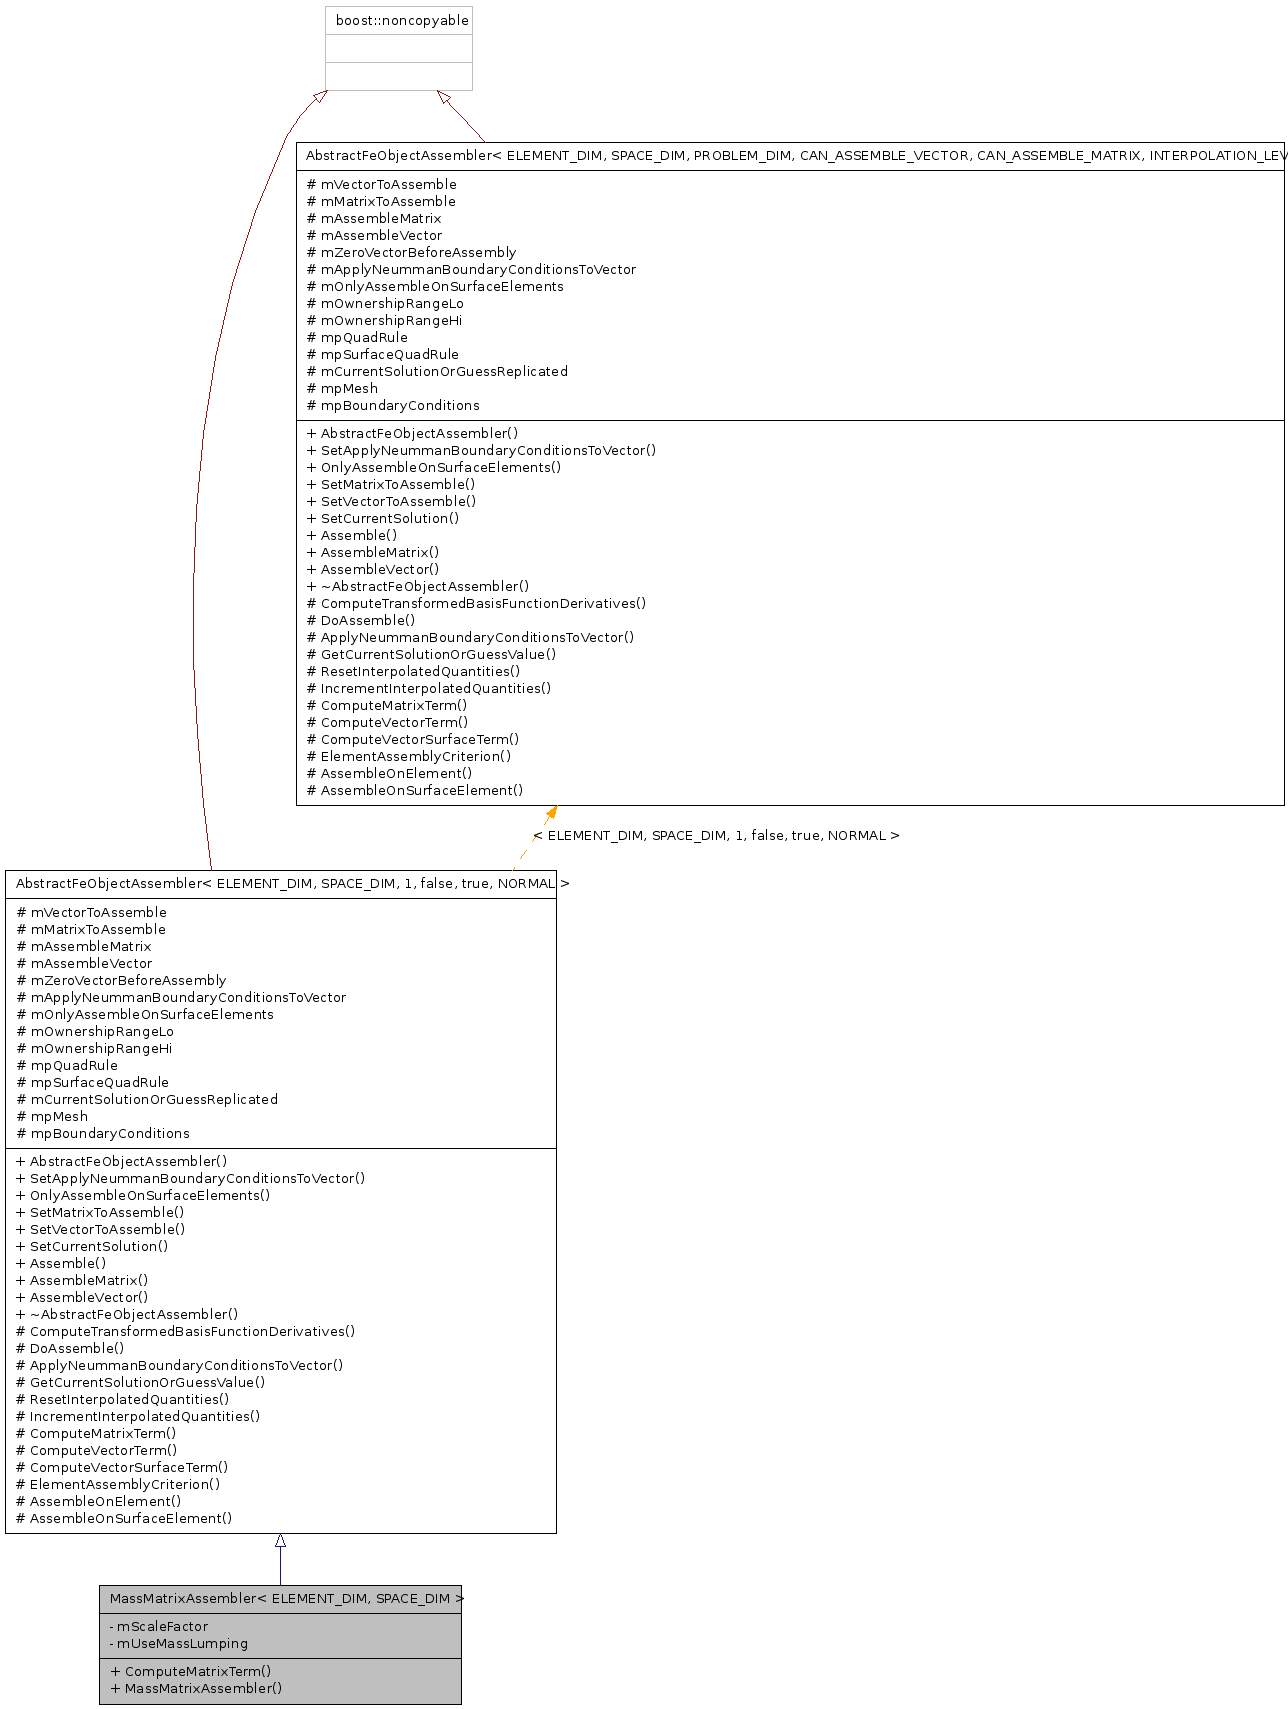 boost::noncopyable
AbstractFeObjectAssembler< ELEMENT_DIM, SPACE_DIM, PROBLEM_DIM, CAN_ASSEMBLE_VECTOR, CAN_ASSEMBLE_MATRIX, INTERPOLATION_LEV
# mVectorToAssemble
# mMatrixToAssemble
# mAssembleMatrix
# mAssembleVector
# mZeroVectorBeforeAssembly
# mApplyNeummanBoundaryConditionsToVector
# mOnlyAssembleOnSurfaceElements
# mOwnershipRangeLo
# mOwnershipRangeHi
# mpQuadRule
# mpSurfaceQuadRule
# mCurrentSolutionOrGuessReplicated
# mpMesh
# mpBoundaryConditions
+ AbstractFeObjectAssembler()
+ SetApplyNeummanBoundaryConditionsToVector()
+ OnlyAssembleOnSurfaceElements()
+ SetMatrixToAssemble()
+ SetVectorToAssemble()
+ SetCurrentSolution()
+ Assemble()
+ AssembleMatrix()
+ AssembleVector()
+ ~AbstractFeObjectAssembler()
# ComputeTransformedBasisFunctionDerivatives()
# DoAssemble()
# ApplyNeummanBoundaryConditionsToVector()
# GetCurrentSolutionOrGuessValue()
# ResetInterpolatedQuantities()
# IncrementInterpolatedQuantities()
# ComputeMatrixTerm()
# ComputeVectorTerm()
# ComputeVectorSurfaceTerm()
# ElementAssemblyCriterion()
# AssembleOnElement()
# AssembleOnSurfaceElement()
< ELEMENT_DIM, SPACE_DIM, 1, false, true, NORMAL >
AbstractFeObjectAssembler< ELEMENT_DIM, SPACE_DIM, 1, false, true, NORMAL >
# mVectorToAssemble
# mMatrixToAssemble
# mAssembleMatrix
# mAssembleVector
# mZeroVectorBeforeAssembly
# mApplyNeummanBoundaryConditionsToVector
# mOnlyAssembleOnSurfaceElements
# mOwnershipRangeLo
# mOwnershipRangeHi
# mpQuadRule
# mpSurfaceQuadRule
# mCurrentSolutionOrGuessReplicated
# mpMesh
# mpBoundaryConditions
+ AbstractFeObjectAssembler()
+ SetApplyNeummanBoundaryConditionsToVector()
+ OnlyAssembleOnSurfaceElements()
+ SetMatrixToAssemble()
+ SetVectorToAssemble()
+ SetCurrentSolution()
+ Assemble()
+ AssembleMatrix()
+ AssembleVector()
+ ~AbstractFeObjectAssembler()
# ComputeTransformedBasisFunctionDerivatives()
# DoAssemble()
# ApplyNeummanBoundaryConditionsToVector()
# GetCurrentSolutionOrGuessValue()
# ResetInterpolatedQuantities()
# IncrementInterpolatedQuantities()
# ComputeMatrixTerm()
# ComputeVectorTerm()
# ComputeVectorSurfaceTerm()
# ElementAssemblyCriterion()
# AssembleOnElement()
# AssembleOnSurfaceElement()
MassMatrixAssembler< ELEMENT_DIM, SPACE_DIM >
- mScaleFactor
- mUseMassLumping
+ ComputeMatrixTerm()
+ MassMatrixAssembler()